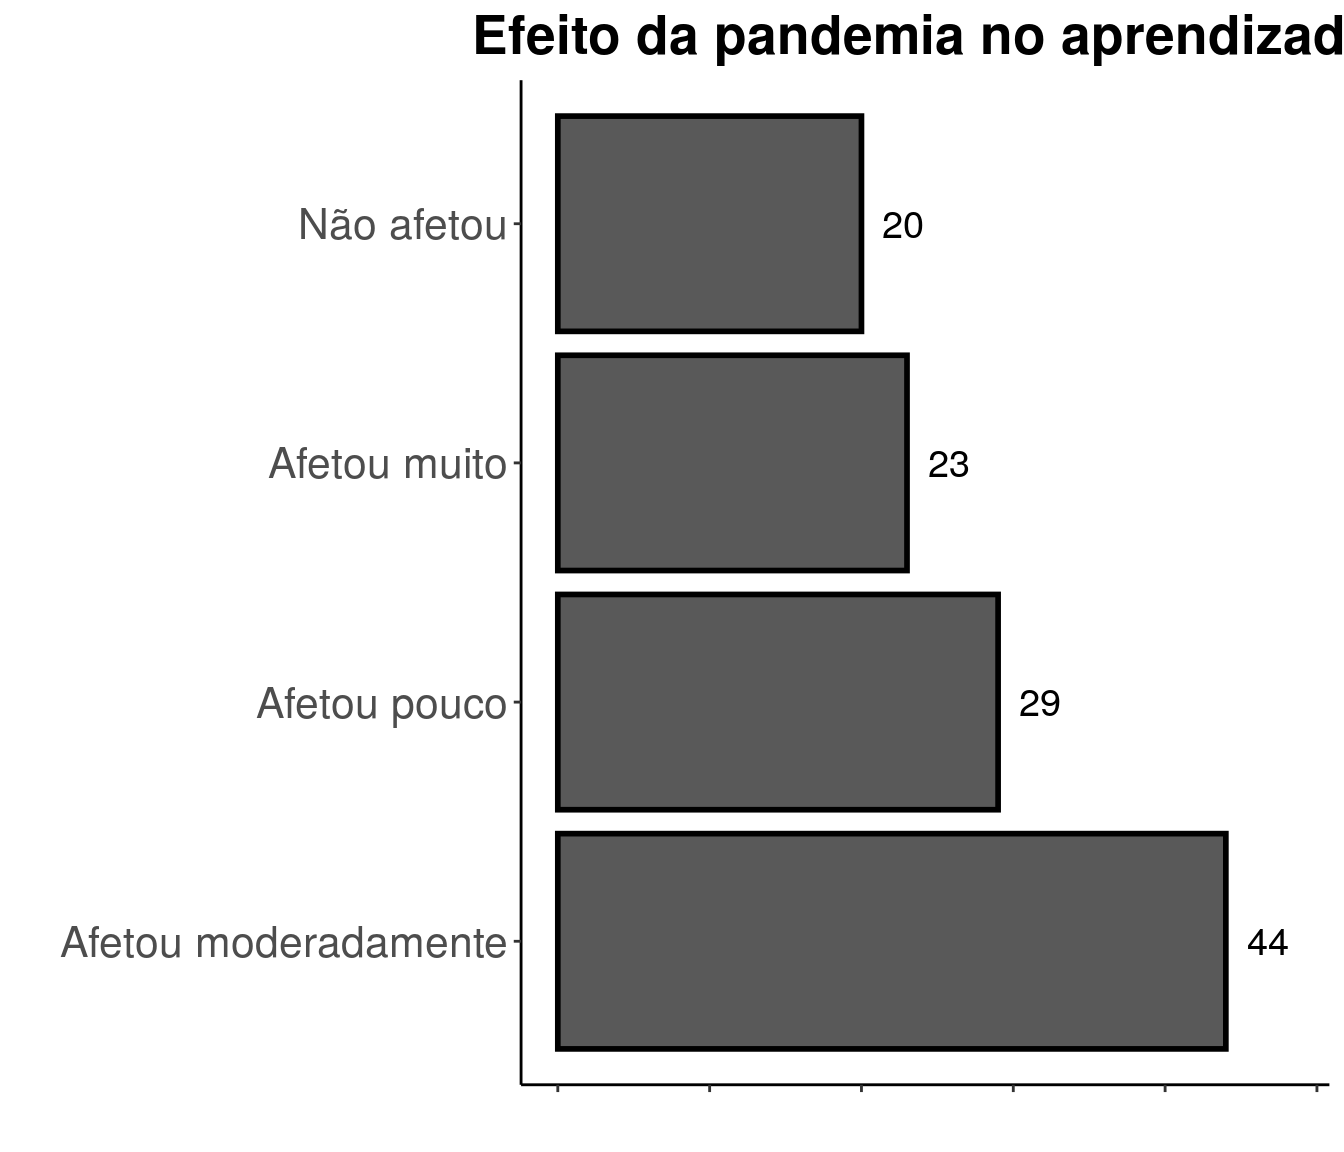 Efeito da pandemia no aprendizad
Não afetou
20
Afetou muito
23
Afetou pouco
29
Afetou moderadamente
44